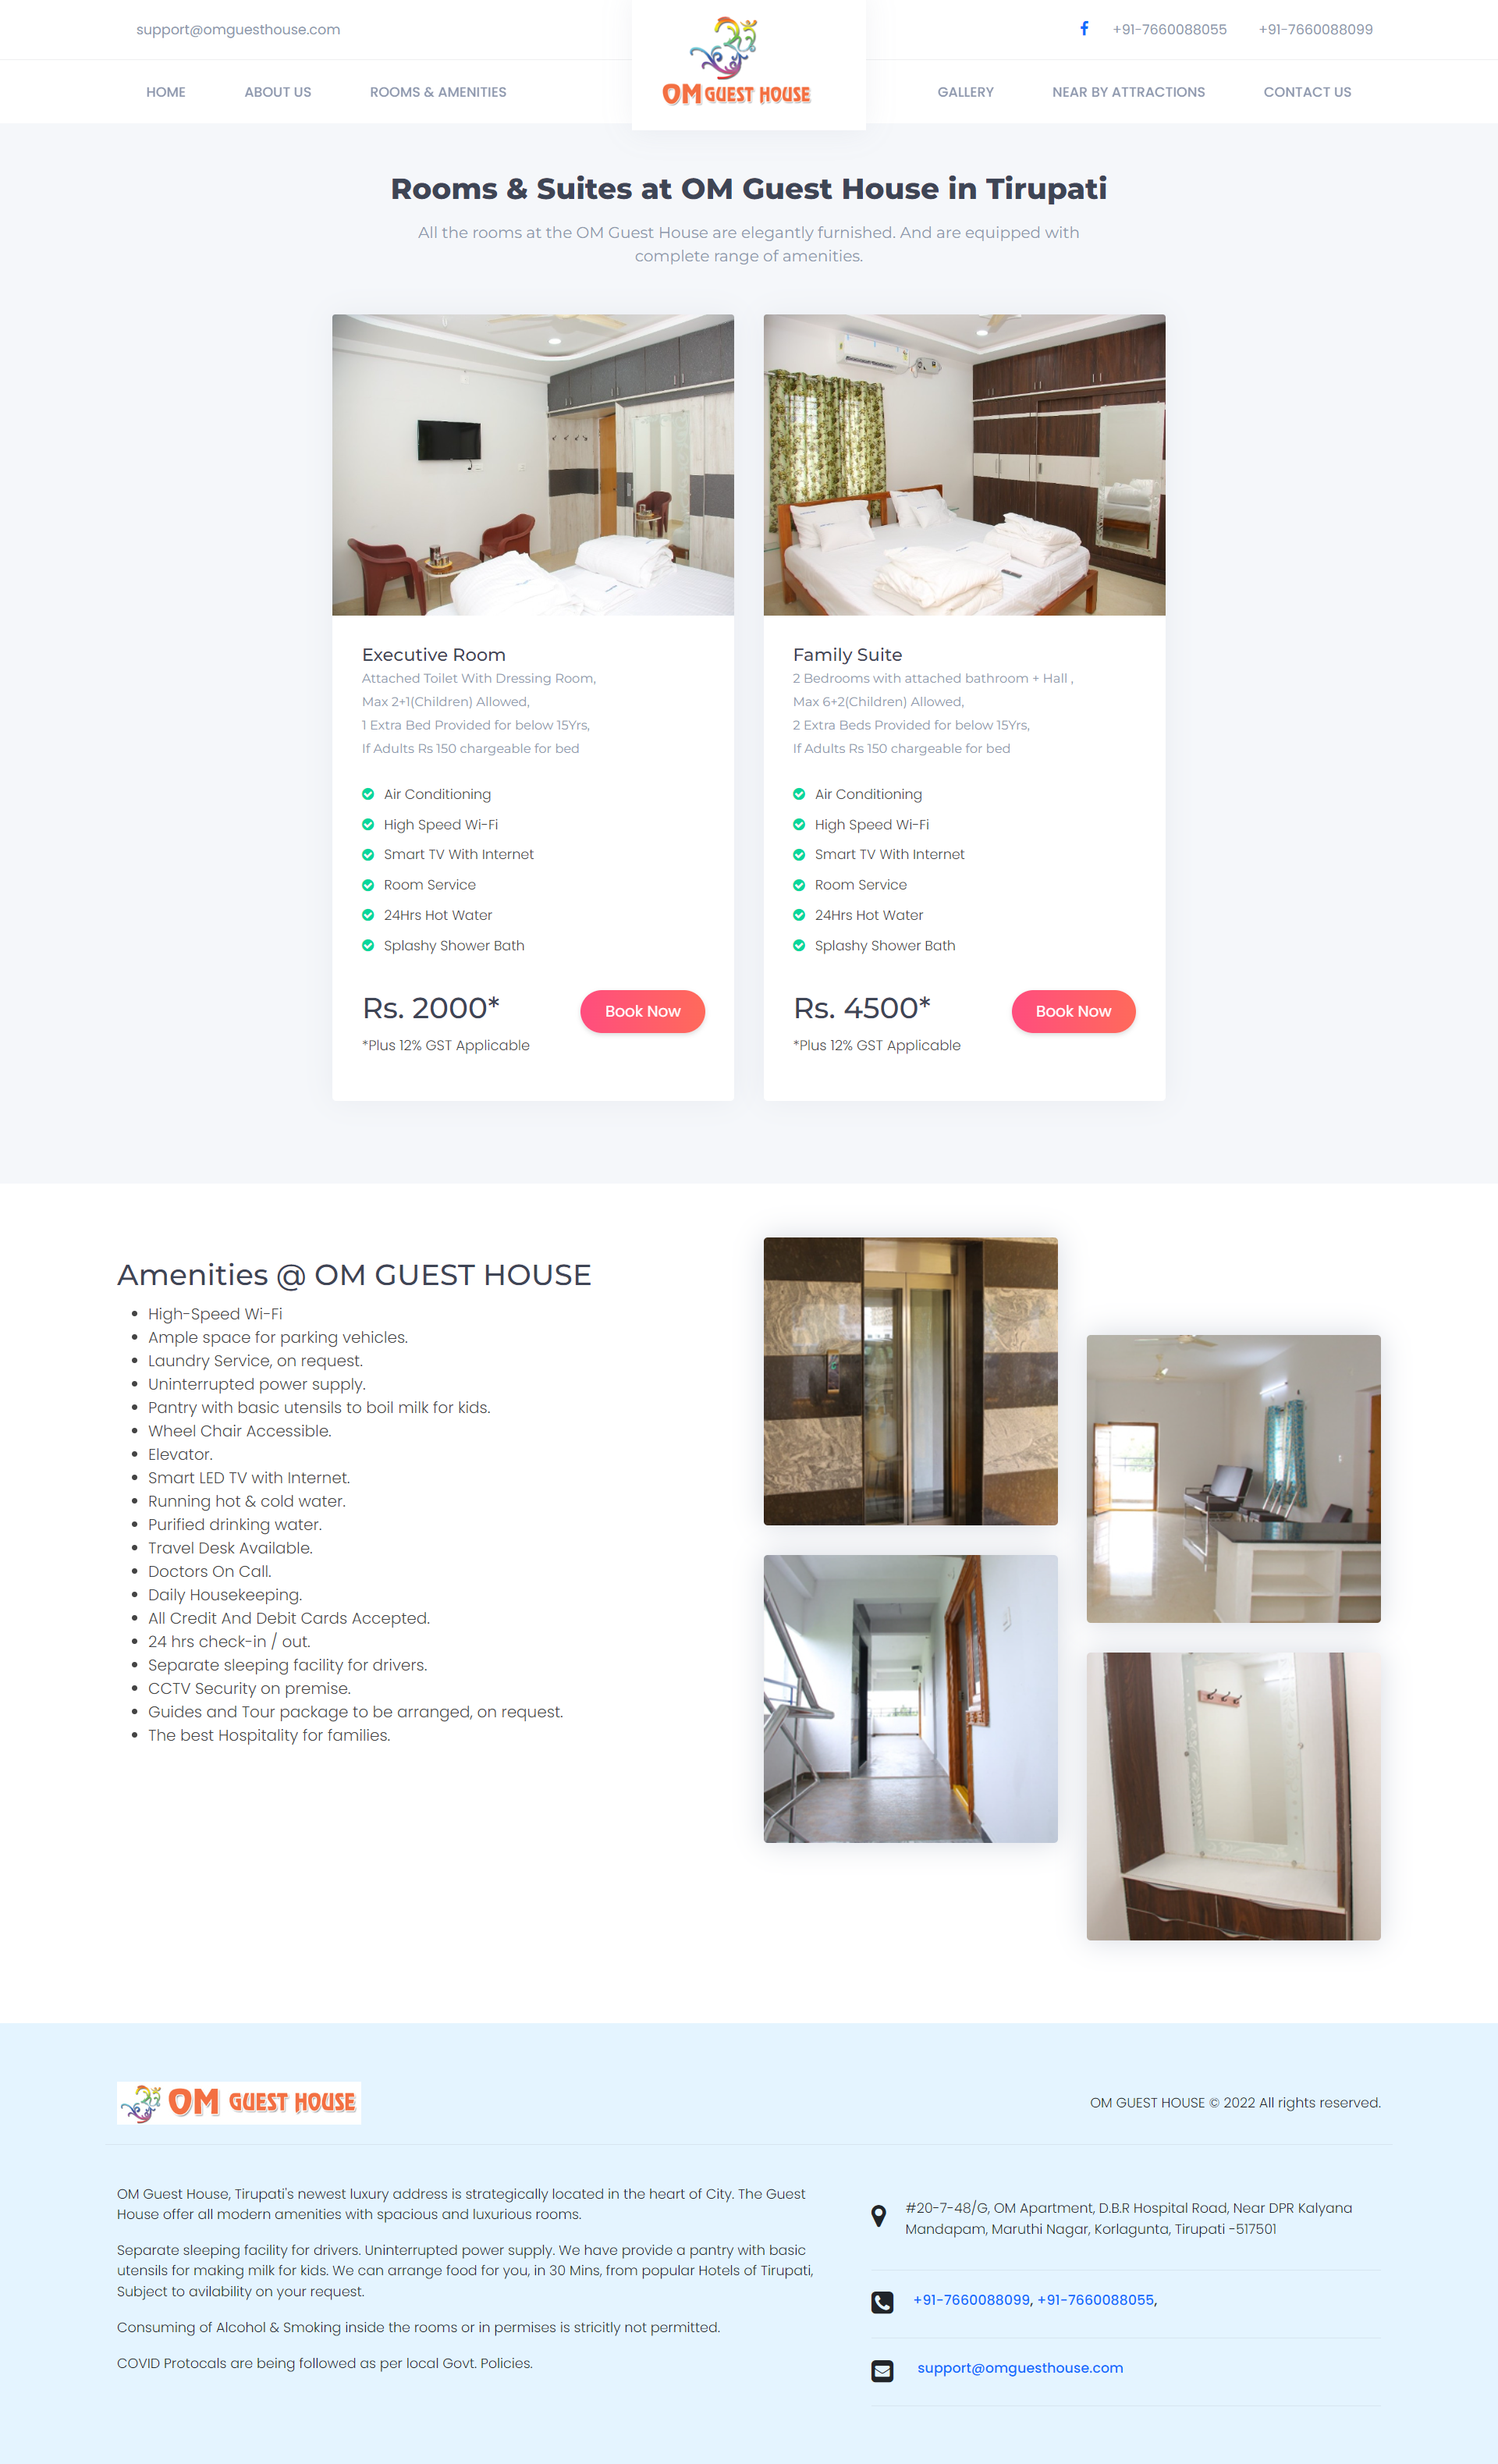 support@omguesthouse.com
+91-7660088055 +91-7660088099
HOME ABOUT US ROOMS & AMENITIES
OM GUEST HOUSE
GALLERY NEAR BY ATTRACTIONS CONTACT US
Rooms & Suites at OM Guest House in Tirupati
All the rooms at the OM Guest House are elegantly furnished. And are equipped with
complete range of amenities.
Executive Room
Attached Toilet With Dressing Room,
Max 2+1(Children) Allowed,
1 Extra Bed Provided for below 15Yrs,
If Adults Rs 150 chargeable for bed
Air Conditioning
High Speed Wi-Fi
Smart TV With Internet
Room Service
24Hrs Hot Water
Splashy Shower Bath
Rs. 2000*
Book Now
*Plus 12% GST Applicable
Family Suite
2 Bedrooms with attached bathroom + Hall ,
Max 6+2(Children) Allowed,
2 Extra Beds Provided for below 15Yrs,
If Adults Rs 150 chargeable for bed
Air Conditioning
High Speed Wi-Fi
Smart TV With Internet
Room Service
24Hrs Hot Water
Splashy Shower Bath
Rs. 4500*
Book Now
*Plus 12% GST Applicable
Amenities @ OM GUEST HOUSE
High-Speed Wi-Fi
Ample space for parking vehicles.
Laundry Service, on request.
Uninterrupted power supply.
Pantry with basic utensils to boil milk for kids.
Wheel Chair Accessible.
Elevator.
Smart LED TV with Internet.
Running hot & cold water.
Purified drinking water.
Travel Desk Available.
Doctors On Call.
Daily Housekeeping.
All Credit And Debit Cards Accepted.
24 hrs check-in / out.
Separate sleeping facility for drivers.
CCTV Security on premise.
Guides and Tour package to be arranged, on request.
The best Hospitality for families.
OM GUEST HOUSE
OM GUEST HOUSE © 2022 All rights reserved.
OM Guest House, Tirupati's newest luxury address is strategically located in the heart of City. The Guest
House offer all modern amenities with spacious and luxurious rooms.
Separate sleeping facility for drivers. Uninterrupted power supply. We have provide a pantry with basic
utensils for making milk for kids. We can arrange food for you, in 30 Mins, from popular Hotels of Tirupati,
Subject to avilability on your request.
Consuming of Alcohol & Smoking inside the rooms or in permises is stricitly not permitted.
COVID Protocals are being followed as per local Govt. Policies.
#20-7-48/G, OM Apartment, D.B.R Hospital Road, Near DPR Kalyana
Mandapam, Maruthi Nagar, Korlagunta, Tirupati -517501
+91-7660088099, +91-7660088055,
support@omguesthouse.com